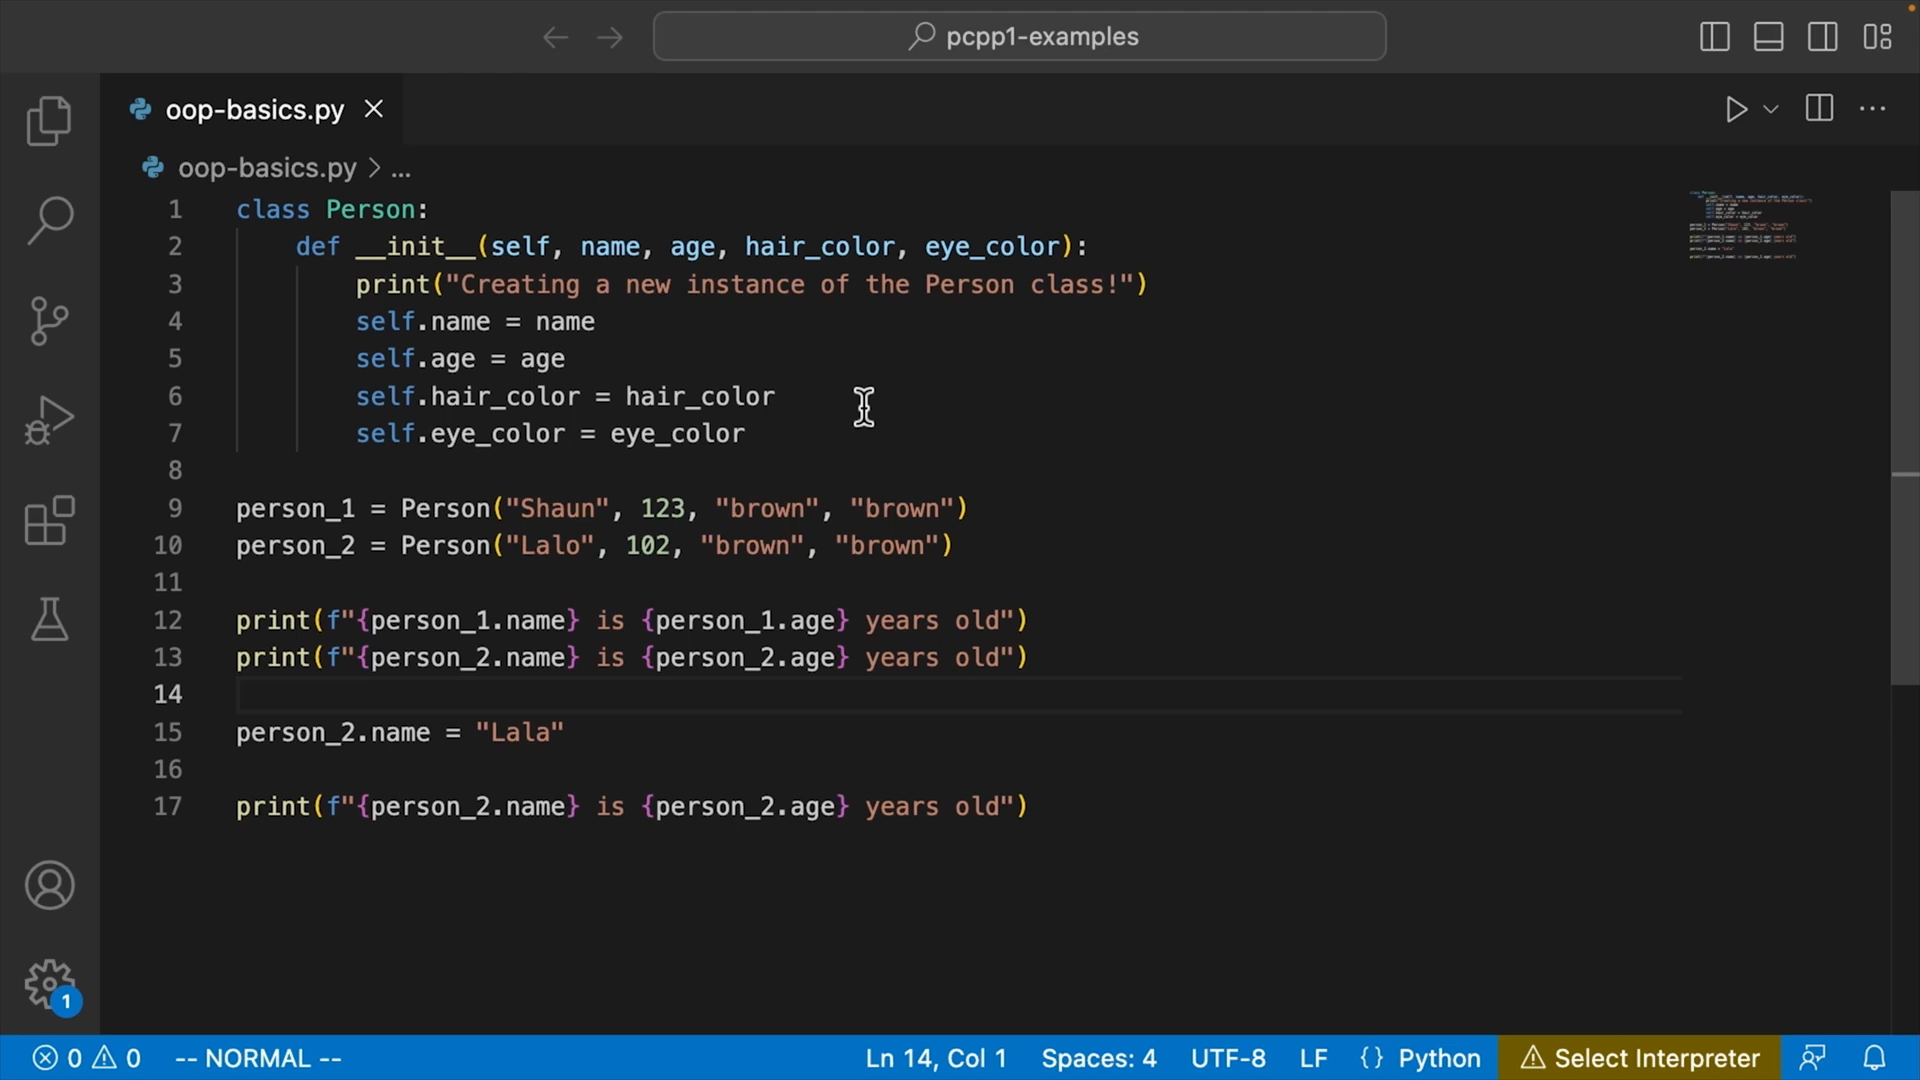 pcpp1-examples
oop-basics.py
oop-basics.py > ...
1 class Person:
2     def __init__(self, name, age, hair_color, eye_color):
3         print("Creating a new instance of the Person class!")
4         self.name = name
5         self.age = age
6         self.hair_color = hair_color
7         self.eye_color = eye_color
8
9 person_1 = Person("Shaun", 123, "brown", "brown")
10 person_2 = Person("Lalo", 102, "brown", "brown")
11
12 print(f"{person_1.name} is {person_1.age} years old")
13 print(f"{person_2.name} is {person_2.age} years old")
14
15 person_2.name = "Lala"
16
17 print(f"{person_2.name} is {person_2.age} years old")
1
0 0 -- NORMAL -- Ln 14, Col 1 Spaces: 4 UTF-8 LF {} Python Select Interpreter